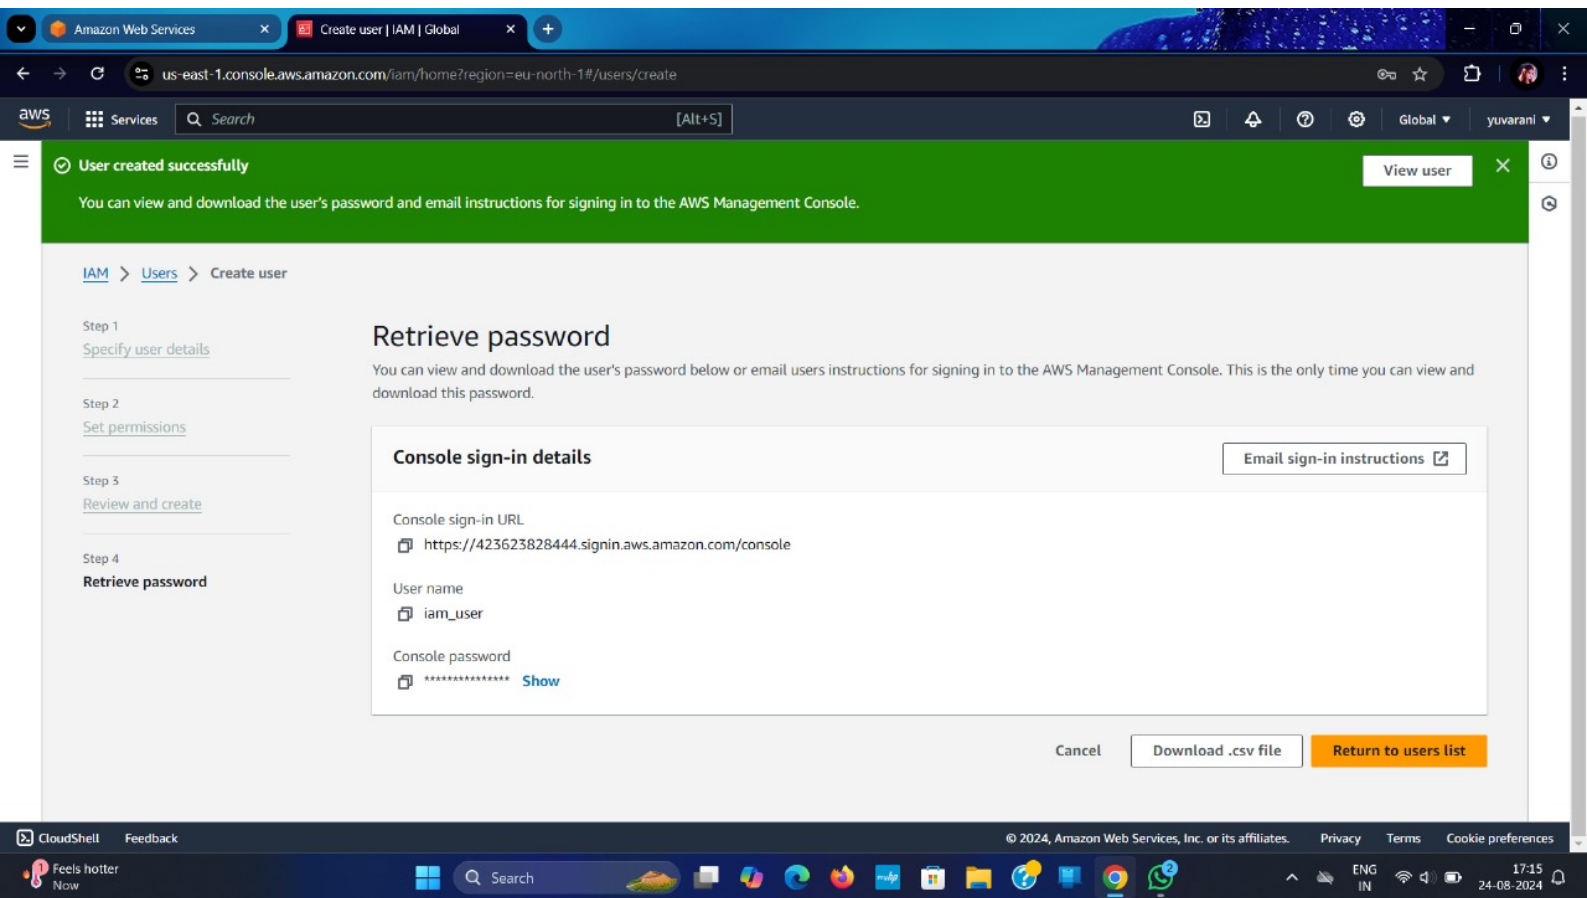 Amazon Web Services
Create user | IAM | Global
us-east-1.console.aws.amazon.com/iam/home?region=eu-north-1#/users/create
aws
Services
Search
[Alt+S]
Global
yuvarani
User created successfully
View user
You can view and download the user's password and email instructions for signing in to the AWS Management Console.
IAM > Users > Create user
Step 1
Specify user details
Step 2
Set permissions
Step 3
Review and create
Step 4
Retrieve password
Retrieve password
You can view and download the user's password below or email users instructions for signing in to the AWS Management Console. This is the only time you can view and
download this password.
Console sign-in details
Email sign-in instructions
Console sign-in URL
https://423623828444.signin.aws.amazon.com/console
User name
iam_user
Console password
*************** Show
Cancel
Download .csv file
Return to users list
CloudShell
Feedback
© 2024, Amazon Web Services, Inc. or its affiliates.
Privacy
Terms
Cookie preferences
1
Feels hotter
Now
Search
myhp
2
ENG
IN
17:15
24-08-2024